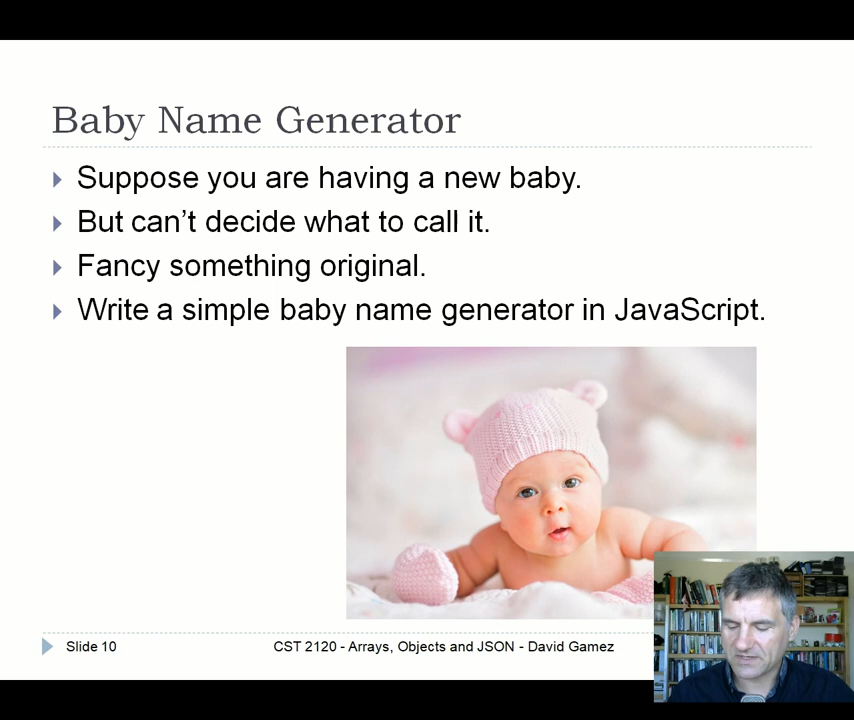 Baby Name Generator
Suppose you are having a new baby.
But can’t decide what to call it.
Fancy something original.
Write a simple baby name generator in JavaScript.
Slide 10
CST 2120 - Arrays, Objects and JSON - David Gamez